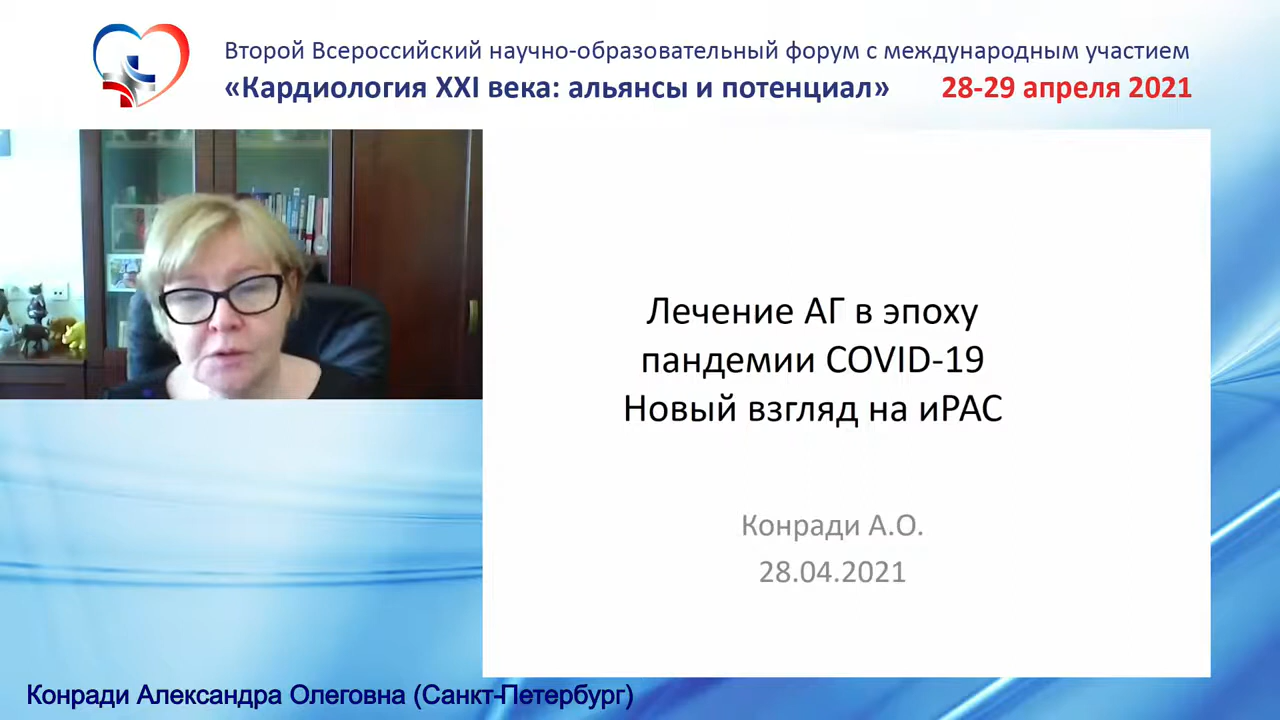 Второй Всероссийский научно-образовательный форум с международным участием
«Кардиология XXI века: альянсы и потенциал» 28-29 апреля 2021
Лечение АГ в эпоху
пандемии COVID-19
Новый взгляд на иРАС
Конради А.О.
28.04.2021
Конради Александра Олеговна (Санкт-Петербург)